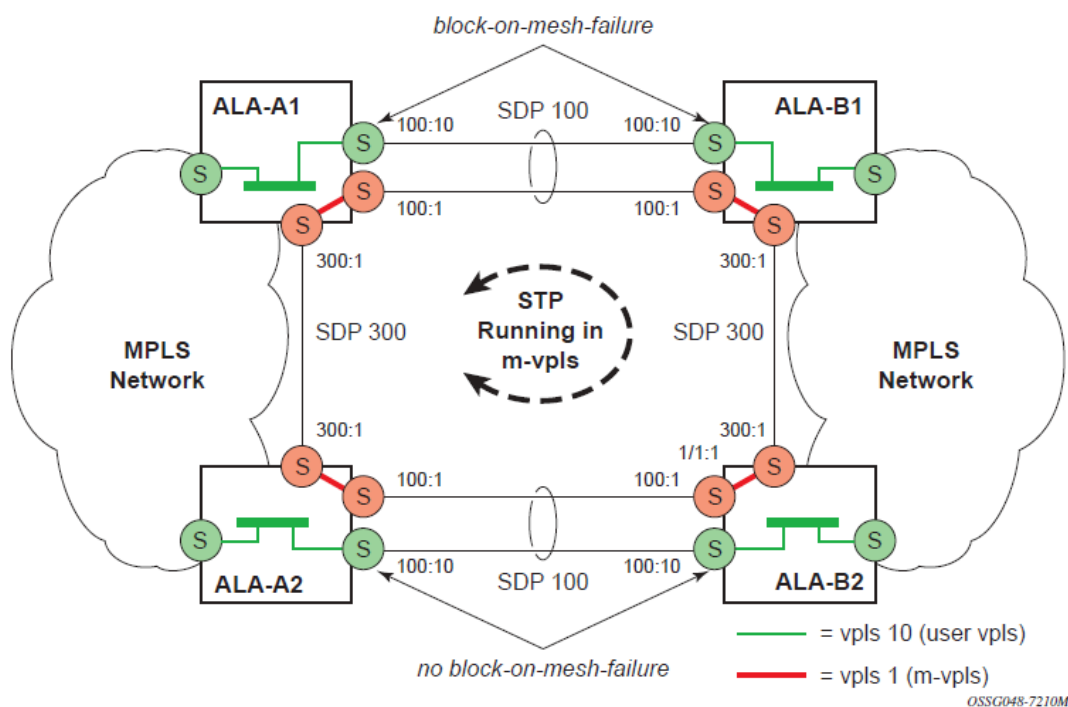 block-on-mesh-failure
ALA-A1
ALA-B1
SDP 100
100:10
100:10
S
S
S
S
S
S
100:1
100:1
S
S
300:1
300:1
STP
Running in
m-vpls
SDP 300
SDP 300
MPLS
Network
MPLS
Network
300:1
300:1
1/1:1
S
S
100:1
100:1
S
S
S
S
S
S
100:10
100:10
SDP 100
ALA-A2
ALA-B2
no block-on-mesh-failure
= vpls 10 (user vpls)
= vpls 1 (m-vpls)
OSSG048-7210M